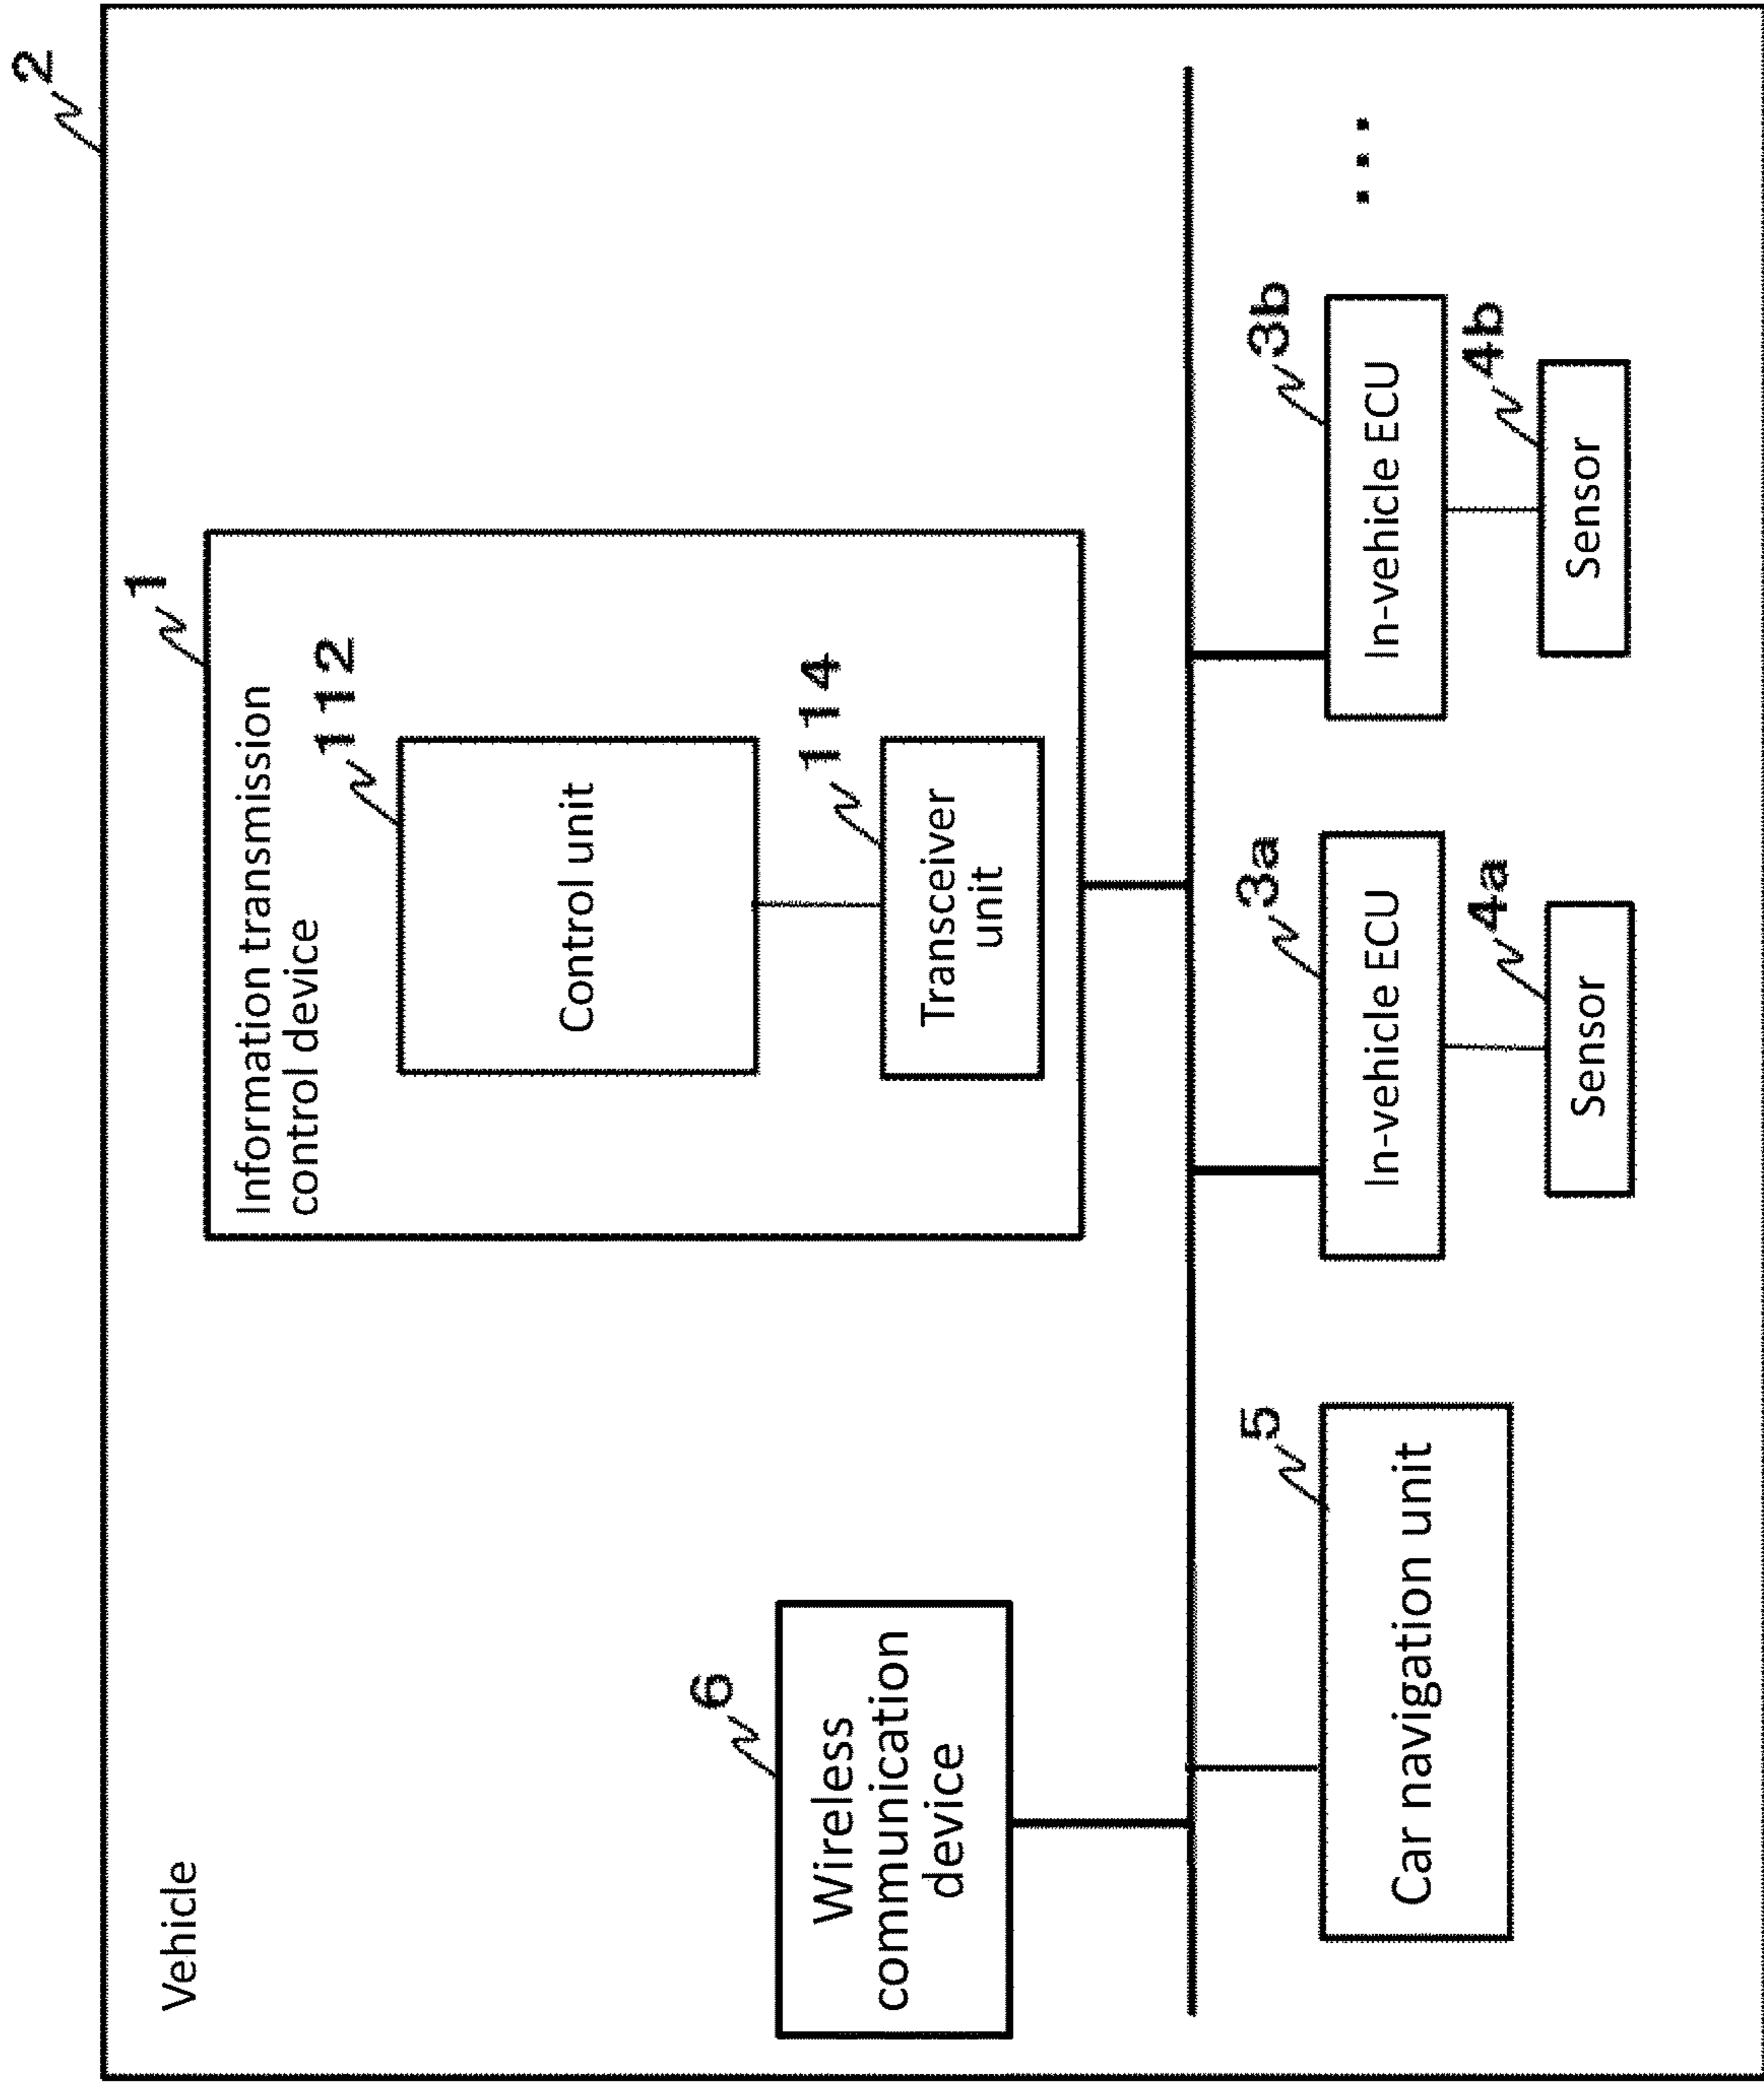 2
Vehicle
1
Information transmission
control device
112
Control unit
114
Transceiver
unit
6
Wireless
communication
device
5
Car navigation unit
3a
In-vehicle ECU
4a
Sensor
3b
In-vehicle ECU
4b
Sensor
...